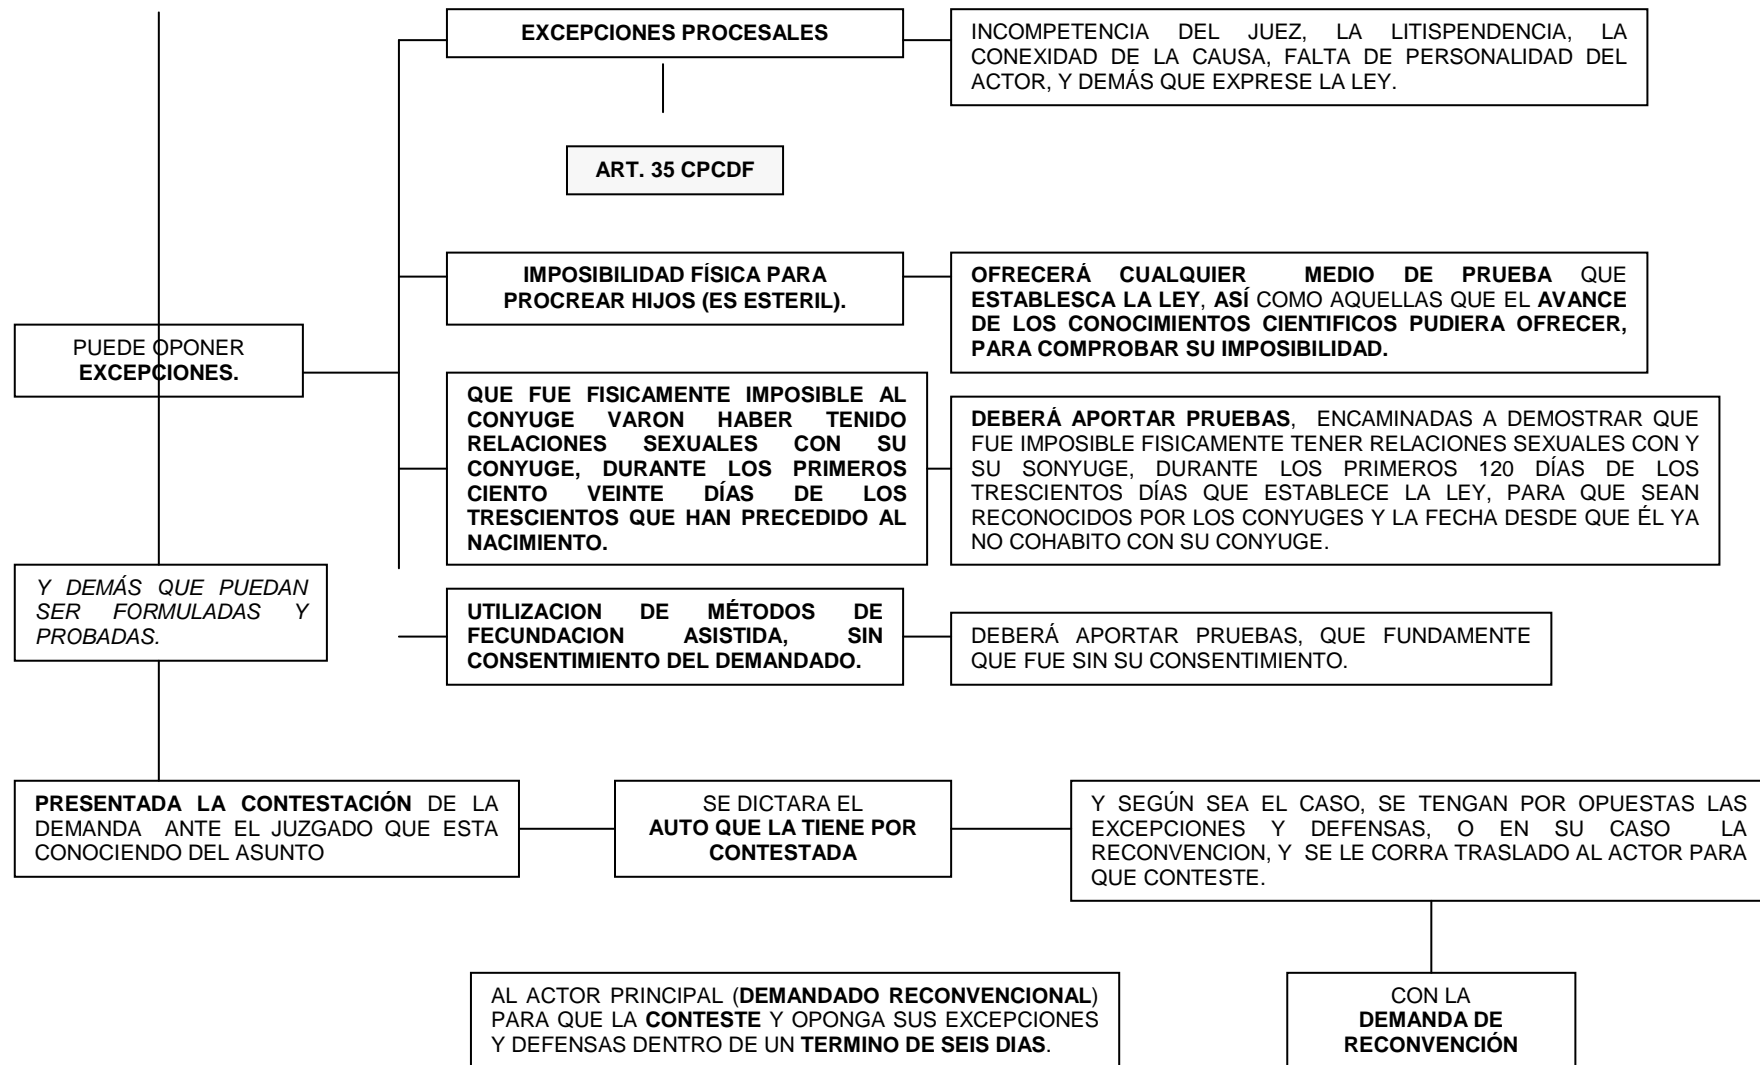 EXCEPCIONES PROCESALES
INCOMPETENCIA DEL JUEZ, LA LITISPENDENCIA, LA
CONEXIDAD DE LA CAUSA, FALTA DE PERSONALIDAD DEL
ACTOR, Y DEMÁS QUE EXPRESE LA LEY.
ART. 35 CPCDF
IMPOSIBILIDAD FÍSICA PARA
PROCREAR HIJOS (ES ESTERIL).
OFRECERÁ CUALQUIER MEDIO DE PRUEBA QUE
ESTABLESCA LA LEY, ASÍ COMO AQUELLAS QUE EL AVANCE
DE LOS CONOCIMIENTOS CIENTIFICOS PUDIERA OFRECER,
PARA COMPROBAR SU IMPOSIBILIDAD.
PUEDE OPONER
EXCEPCIONES.
QUE FUE FISICAMENTE IMPOSIBLE AL
CONYUGE VARON HABER TENIDO
RELACIONES SEXUALES CON SU
CONYUGE, DURANTE LOS PRIMEROS
CIENTO VEINTE DÍAS DE LOS
TRESCIENTOS QUE HAN PRECEDIDO AL
NACIMIENTO.
DEBERÁ APORTAR PRUEBAS, ENCAMINADAS A DEMOSTRAR QUE
FUE IMPOSIBLE FISICAMENTE TENER RELACIONES SEXUALES CON Y
SU SONYUGE, DURANTE LOS PRIMEROS 120 DÍAS DE LOS
TRESCIENTOS DÍAS QUE ESTABLECE LA LEY, PARA QUE SEAN
RECONOCIDOS POR LOS CONYUGES Y LA FECHA DESDE QUE ÉL YA
NO COHABITO CON SU CONYUGE.
Y DEMÁS QUE PUEDAN
SER FORMULADAS Y
PROBADAS.
UTILIZACION DE MÉTODOS DE
FECUNDACION ASISTIDA, SIN
CONSENTIMIENTO DEL DEMANDADO.
DEBERÁ APORTAR PRUEBAS, QUE FUNDAMENTE
QUE FUE SIN SU CONSENTIMIENTO.
PRESENTADA LA CONTESTACIÓN DE LA
DEMANDA ANTE EL JUZGADO QUE ESTA
CONOCIENDO DEL ASUNTO
SE DICTARA EL
AUTO QUE LA TIENE POR
CONTESTADA
Y SEGÚN SEA EL CASO, SE TENGAN POR OPUESTAS LAS
EXCEPCIONES Y DEFENSAS, O EN SU CASO LA
RECONVENCION, Y SE LE CORRA TRASLADO AL ACTOR PARA
QUE CONTESTE.
AL ACTOR PRINCIPAL (DEMANDADO RECONVENCIONAL)
PARA QUE LA CONTESTE Y OPONGA SUS EXCEPCIONES
Y DEFENSAS DENTRO DE UN TERMINO DE SEIS DIAS.
CON LA
DEMANDA DE
RECONVENCIÓN